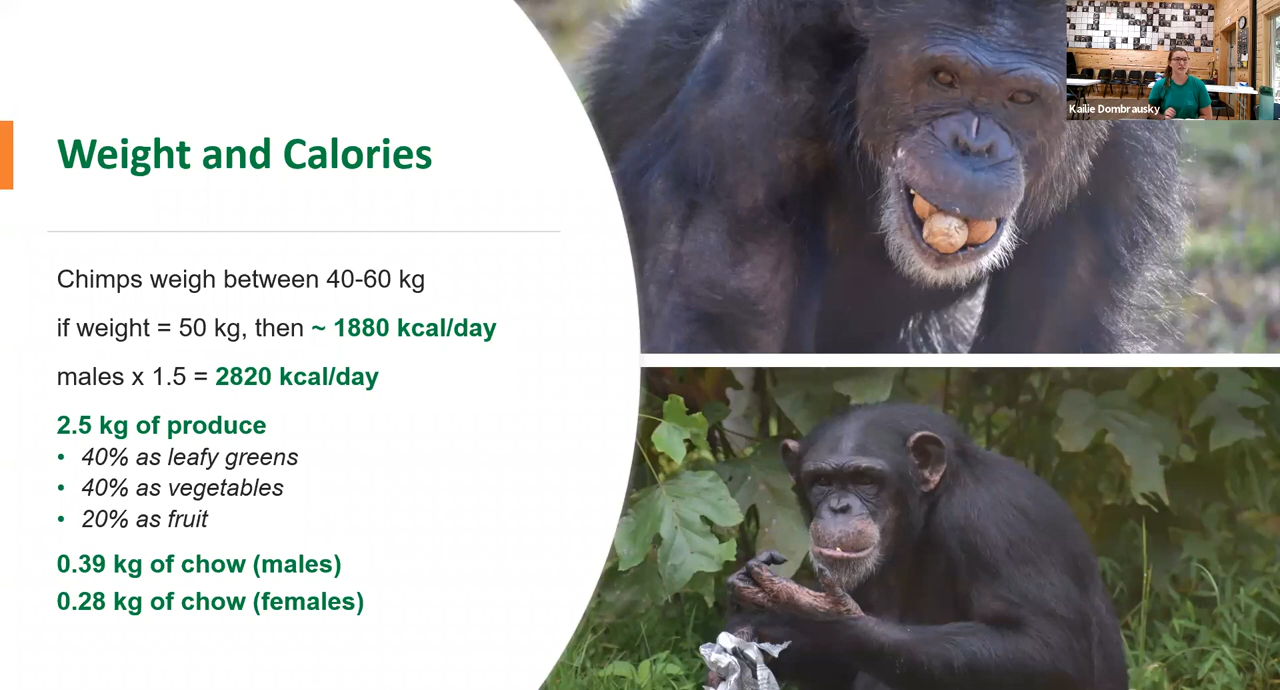 Weight and Calories
Chimps weigh between 40-60 kg
if weight = 50 kg, then ~ 1880 kcal/day
males x 1.5 = 2820 kcal/day
2.5 kg of produce
• 40% as leafy greens
• 40% as vegetables
• 20% as fruit
0.39 kg of chow (males)
0.28 kg of chow (females)
Kailie Dombrausky